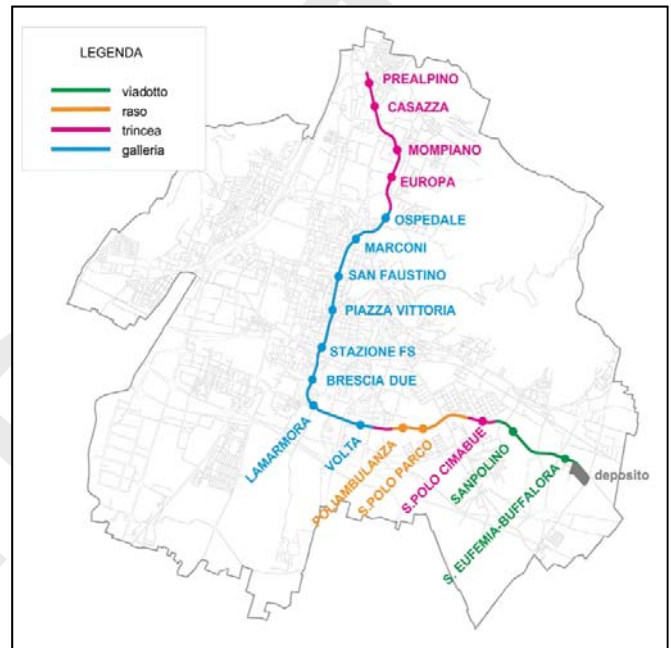 LEGENDA
viadotto
raso
trincea
galleria
PREALPINO
CASAZZA
MOMPIANO
EUROPA
OSPEDALE
MARCONI
SAN FAUSTINO
PIAZZA VITTORIA
STAZIONE FS
BRESCIA DUE
LAMARMORA
VOLTA
POLIAMBULANZA
S.POLO PARCO
S.POLO CIMABUE
SANPOLINO
S. EUFEMIA-BUFFALORA
deposito